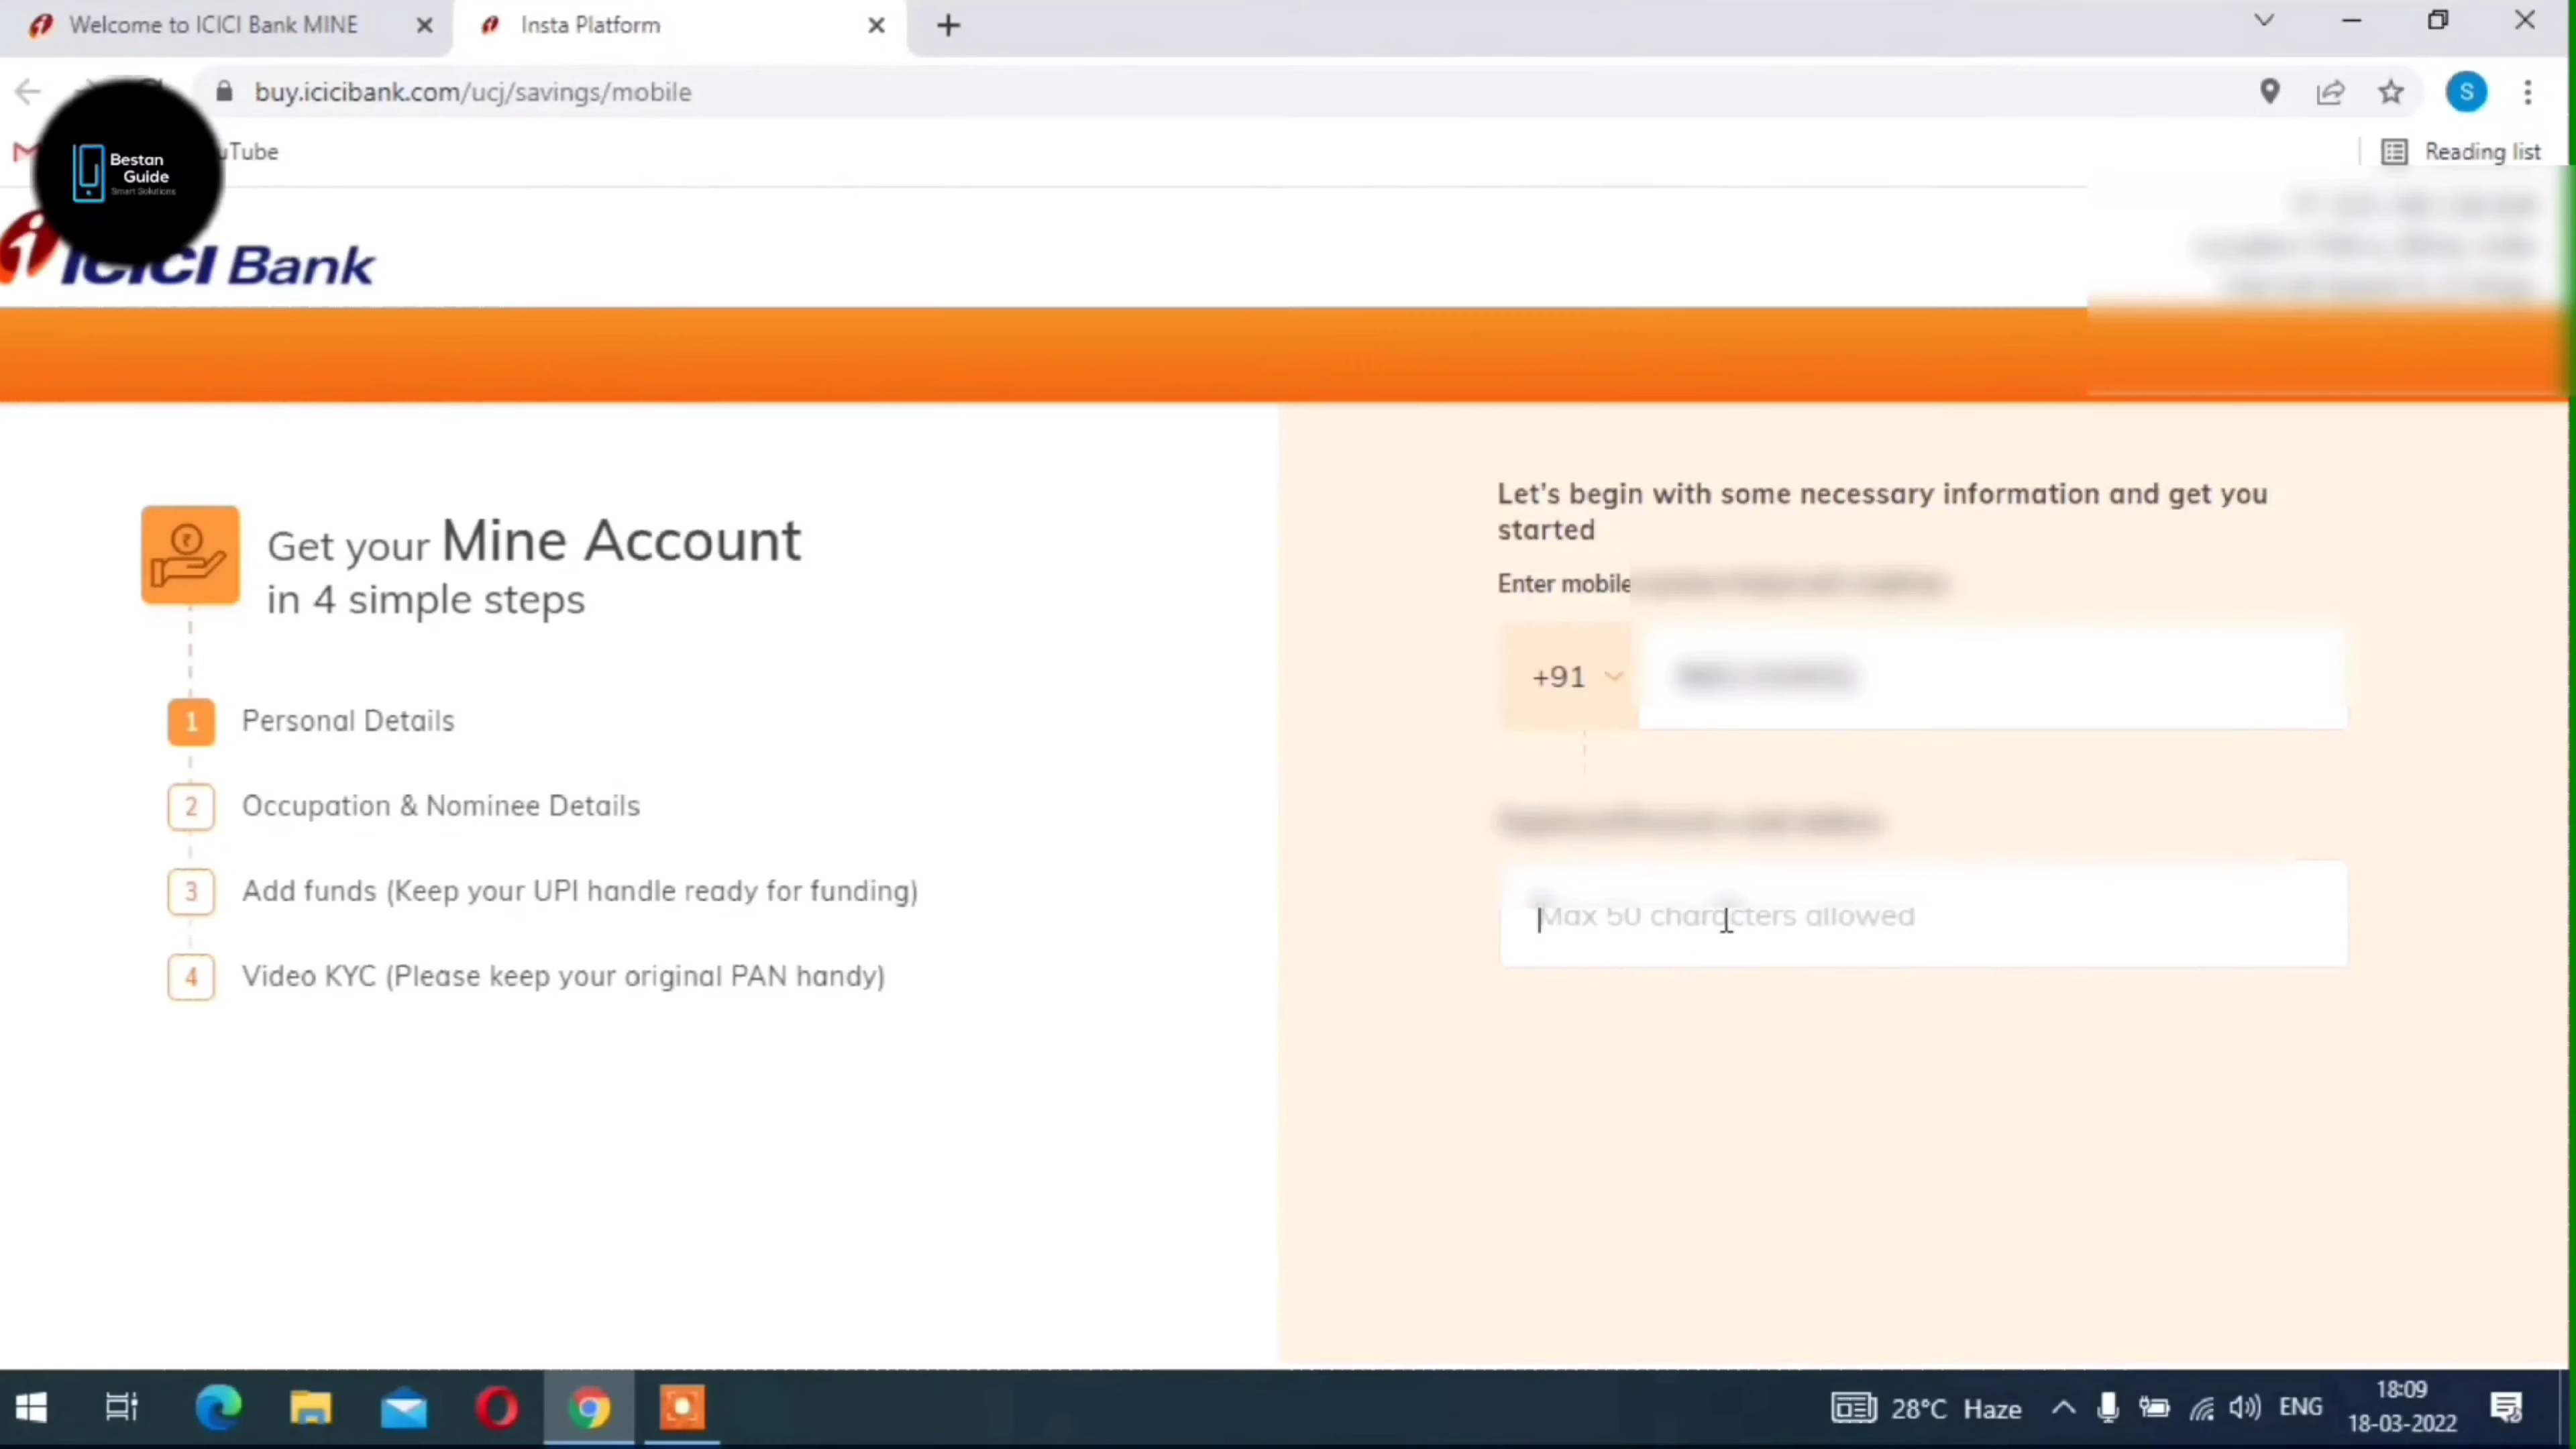 Welcome to ICICI Bank MINE
Insta Platform
buy.icicibank.com/ucj/savings/mobile
S
uTube
Reading list
Bestan
Guide
Smart Solutions
ICICI Bank
Get your Mine Account
in 4 simple steps
1 Personal Details
2 Occupation & Nominee Details
3 Add funds (Keep your UPI handle ready for funding)
4 Video KYC (Please keep your original PAN handy)
Let's begin with some necessary information and get you
started
Enter mobile
+91
Max 50 characters allowed
28°C Haze
ENG
18:09
18-03-2022